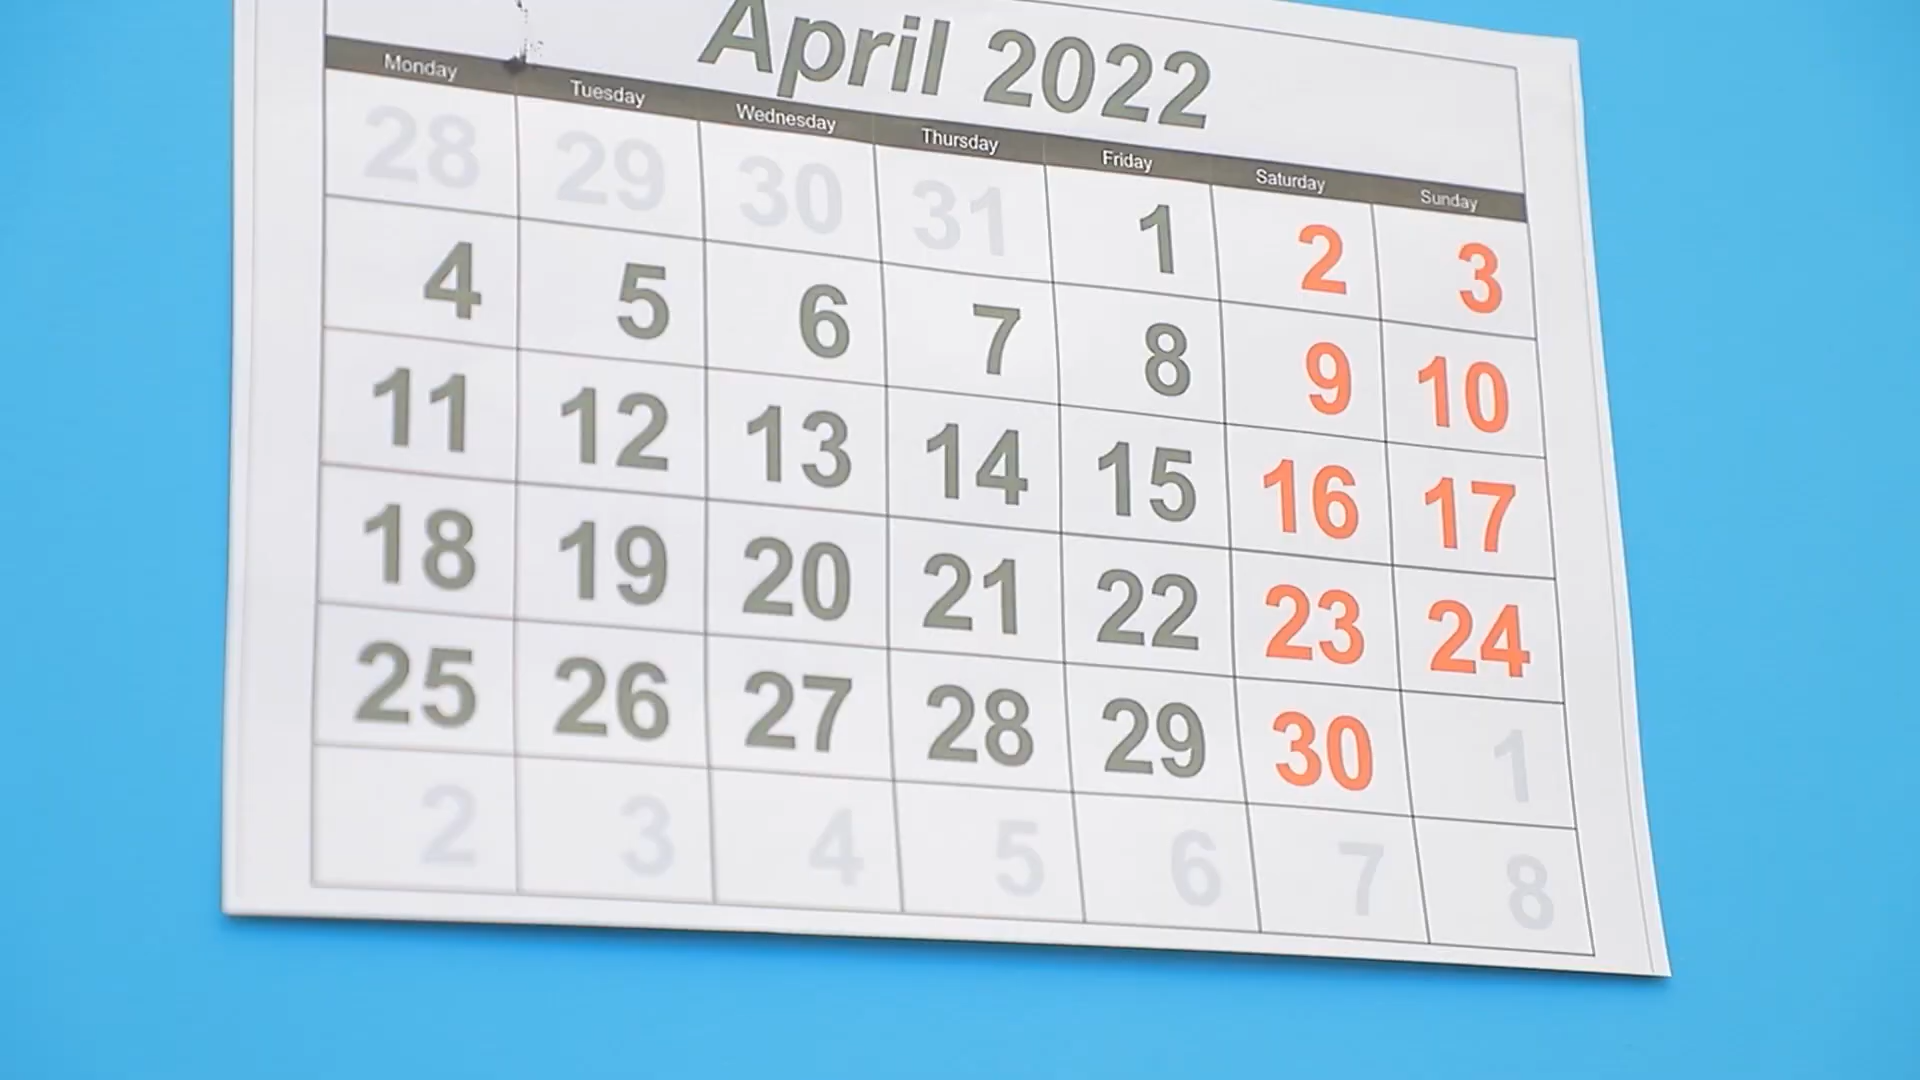 April 2022
Monday Tuesday Wednesday Thursday Friday Saturday Sunday
28 29 30 31 1 2 3
4 5 6 7 8 9 10
11 12 13 14 15 16 17
18 19 20 21 22 23 24
25 26 27 28 29 30 1
2 3 4 5 6 7 8